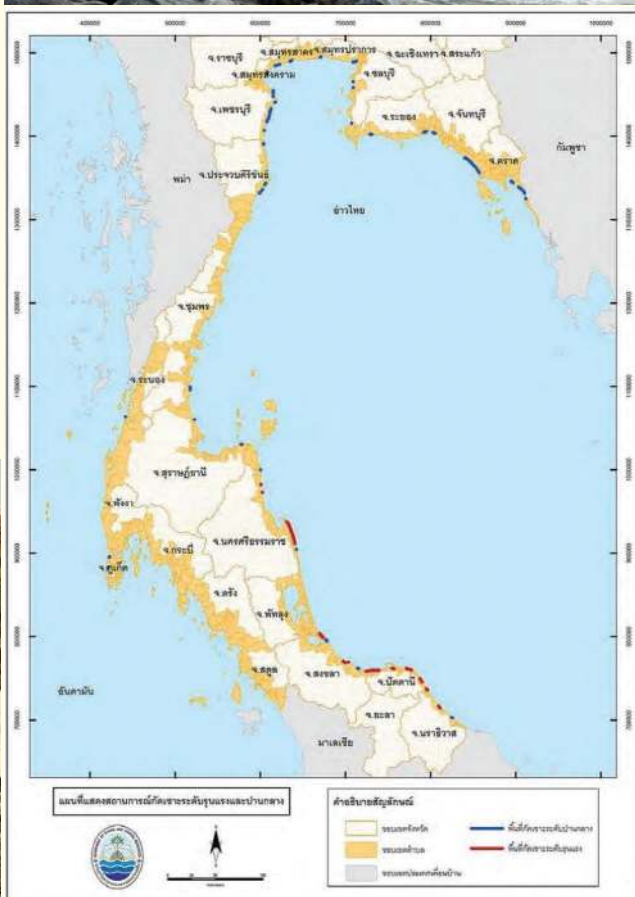 400000 500000 600000 700000 800000 900000 1000000
จ.ราชบุรี
จ.สมุทรสาคร
จ.สมุทรปราการ
จ.ฉะเชิงเทรา
จ.สระแก้ว
จ.สมุทรสงคราม
จ.ชลบุรี
จ.เพชรบุรี
จ.ระยอง
จ.จันทบุรี
กัมพูชา
จ.ตราด
พม่า
จ.ประจวบคีรีขันธ์
อ่าวไทย
จ.ชุมพร
จ.ระนอง
จ.สุราษฎ์ธานี
จ.พังงา
จ.นครศรีธรรมราช
จ.กระบี่
จ.ภูเก็ต
จ.ตรัง
จ.พัทลุง
จ.สตูล
จ.สงขลา
จ.ปัตตานี
อันดามัน
จ.ยะลา
จ.นราธิวาส
มาเลเซีย
400000 500000 600000 700000 800000 900000 1000000
แผนที่แสดงสถานการณ์กัดเซาะระดับรุนแรงและปานกลาง
คำอธิบายสัญลักษณ์
ขอบเขตจังหวัด
พื้นที่กัดเซาะระดับปานกลาง
ขอบเขตตำบล
พื้นที่กัดเซาะระดับรุนแรง
ขอบเขตประเทศเพื่อนบ้าน